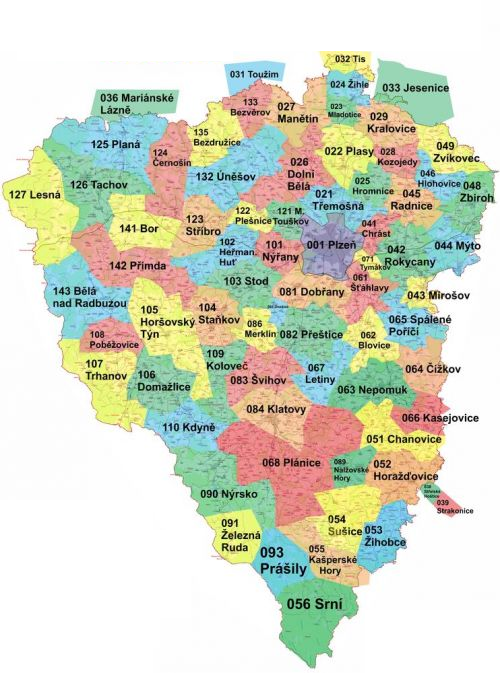 032 Tis
031 Toužim
024 Žihle
033 Jesenice
036 Mariánské
Lázně
133
Bezvěrov
027
Manětín
023
Mladotice
029
Kralovice
125 Planá
124
Černošín
135
Bezdružice
022 Plasy
028
Kozojedy
049
Zvíkovec
026
Dolní
Bělá
132 Úněšov
126 Tachov
127 Lesná
025
Hromnice
046
Hlohovice
045
Radnice
048
Zbiroh
021
Třemošná
122
Plešnice
121 M.
Touškov
123
Stříbro
141 Bor
041
Chrást
102
Heřman.
Huť
101
Nýřany
001 Plzeň
042
Rokycany
044 Mýto
071
Tymákov
142 Přimda
103 Stod
061
Šťáhlavy
081 Dobřany
043 Mirošov
143 Bělá
nad Radbuzou
105
Horšovský
Týn
104
Staňkov
086
Merklín
082 Přeštice
065 Spálené
Poříčí
062
Blovice
108
Poběžovice
107
Trhanov
109
Koloveč
106
Domažlice
083 Švihov
067
Letiny
064 Čížkov
063 Nepomuk
084 Klatovy
066 Kasejovice
110 Kdyně
051 Chanovice
068 Plánice
089
Nalžovské
Hory
052
Horažďovice
090 Nýrsko
039
Strakonice
091
Železná
Ruda
054
Sušice
053
Žihobce
093
Prášily
055
Kašperské
Hory
056 Srní